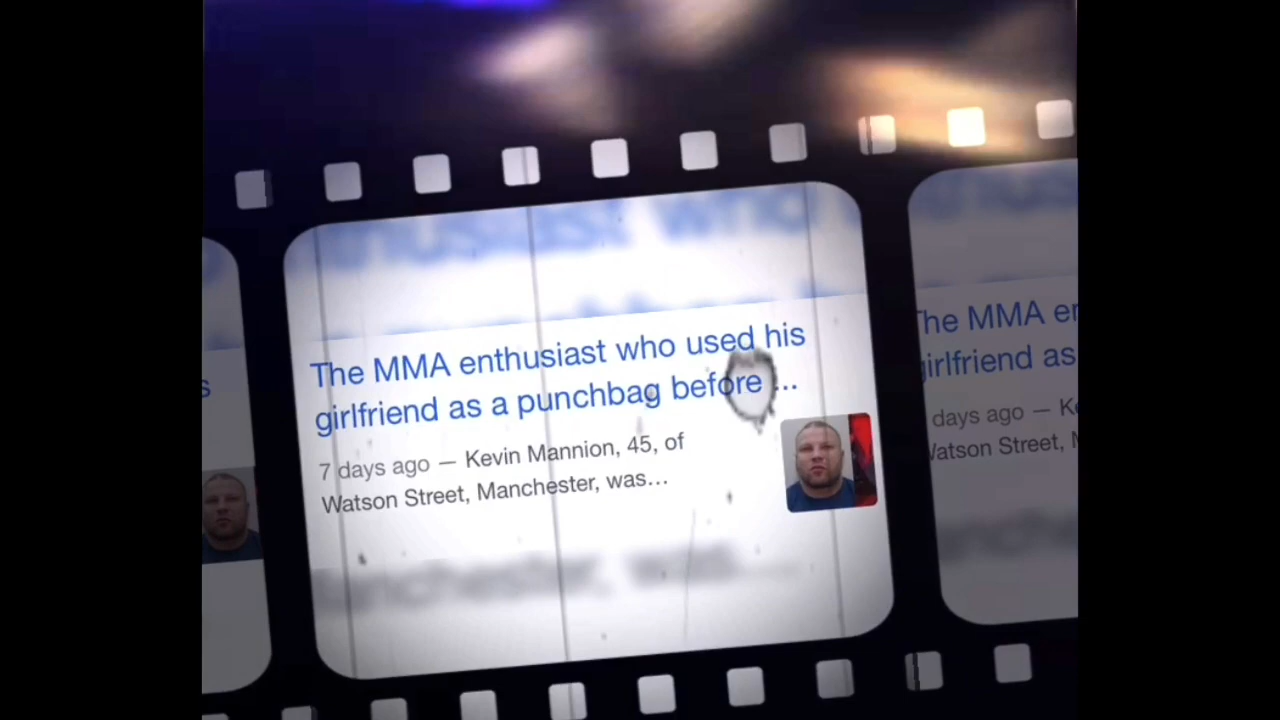 The MMA enthusiast who used his
girlfriend as a punchbag before ...
7 days ago — Kevin Mannion, 45, of
Watson Street, Manchester, was...
s
The MMA en
girlfriend as
days ago — Ke
Watson Street, M